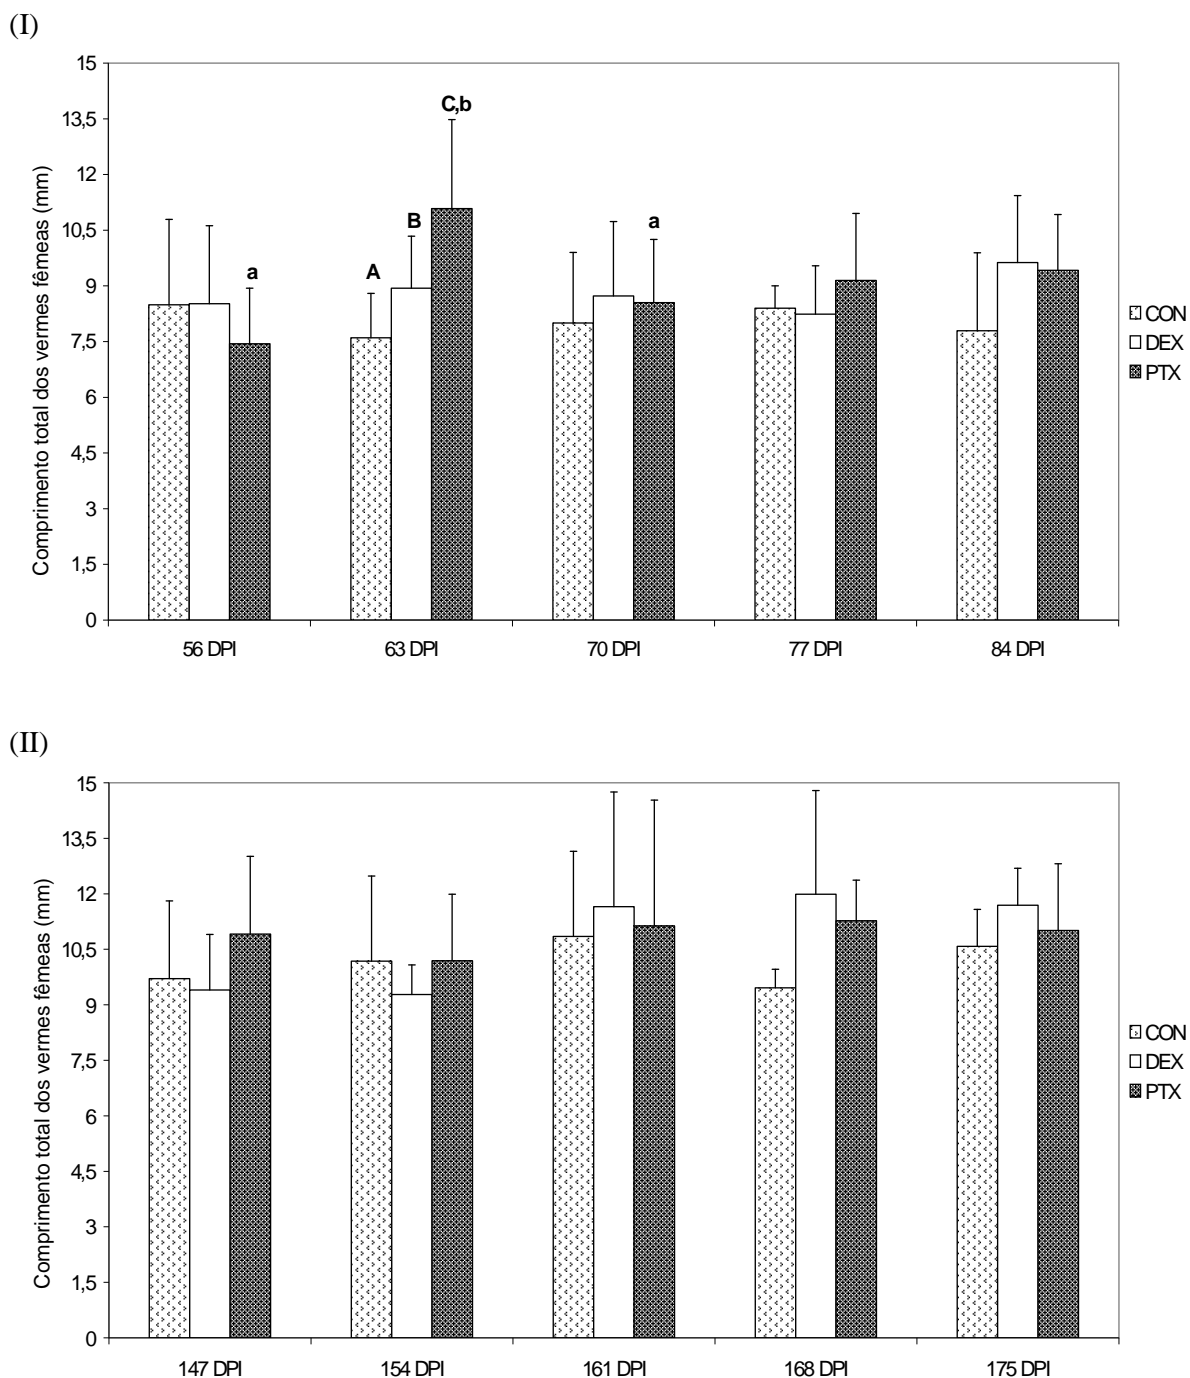 (I)
Comprimento total dos vermes fêmeas (mm)
15
13,5
12
10,5
9
7,5
6
4,5
3
1,5
0
a
A
B
C,b
a
56 DPI
63 DPI
70 DPI
77 DPI
84 DPI
CON
DEX
PTX
(II)
Comprimento total dos vermes fêmeas (mm)
15
13,5
12
10,5
9
7,5
6
4,5
3
1,5
0
147 DPI
154 DPI
161 DPI
168 DPI
175 DPI
CON
DEX
PTX